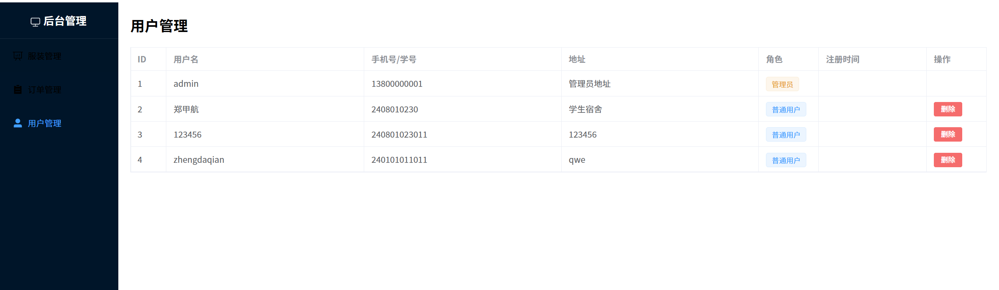 后台管理
服装管理
订单管理
用户管理
用户管理
ID 用户名 手机号/学号 地址 角色 注册时间 操作
1 admin 13800000001 管理员地址 管理员
2 郑甲航 2408010230 学生宿舍 普通用户 删除
3 123456 240801023011 123456 普通用户 删除
4 zhengdaqian 240101011011 qwe 普通用户 删除